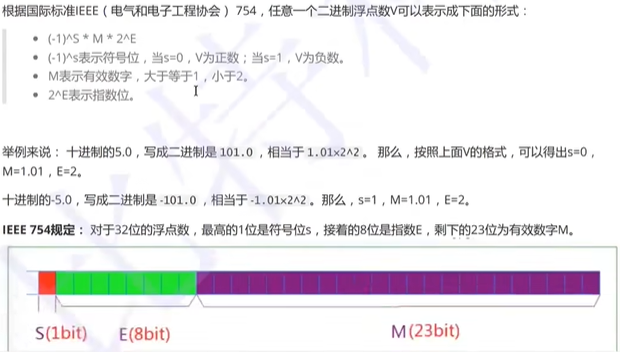 根据国际标准IEEE（电气和电子工程协会） 754，任意一个二进制浮点数V可以表示成下面的形式：
• (-1)^S * M * 2^E
• (-1)^s表示符号位，当s=0，V为正数；当s=1，V为负数。
• M表示有效数字，大于等于1，小于2。
• 2^E表示指数位。
举例来说： 十进制的5.0，写成二进制是 101.0 ，相当于 1.01×2^2 。 那么，按照上面V的格式，可以得出s=0，
M=1.01，E=2。
十进制的-5.0，写成二进制是 -101.0 ，相当于 -1.01×2^2 。那么，s=1，M=1.01，E=2。
IEEE 754规定： 对于32位的浮点数，最高的1位是符号位s，接着的8位是指数E，剩下的23位为有效数字M。
S(1bit) E(8bit) M(23bit)